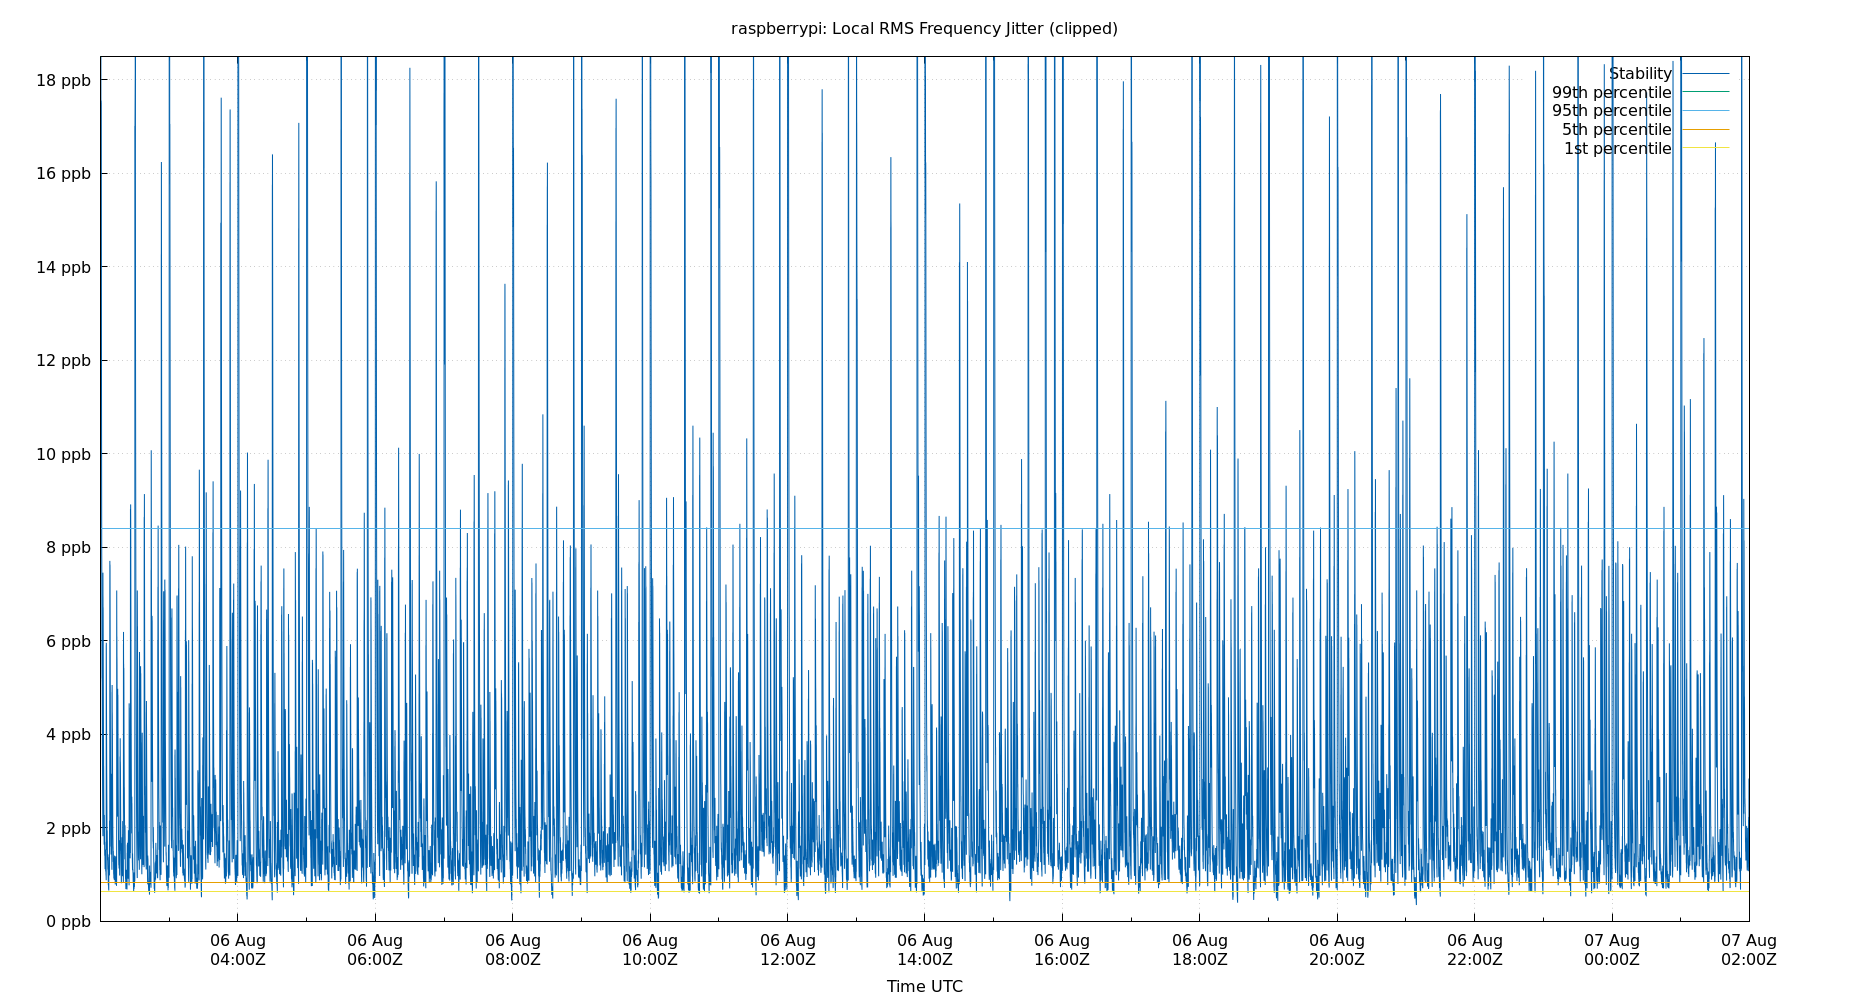 raspberrypi: Local RMS Frequency Jitter (clipped)
18 ppb
16 ppb
14 ppb
12 ppb
10 ppb
8 ppb
6 ppb
4 ppb
2 ppb
0 ppb
Stability
99th percentile
95th percentile
5th percentile
1st percentile
06 Aug 06 Aug 06 Aug 06 Aug 06 Aug 06 Aug 06 Aug 06 Aug 06 Aug 06 Aug 07 Aug 07 Aug
04:00Z 06:00Z 08:00Z 10:00Z 12:00Z 14:00Z 16:00Z 18:00Z 20:00Z 22:00Z 00:00Z 02:00Z
Time UTC